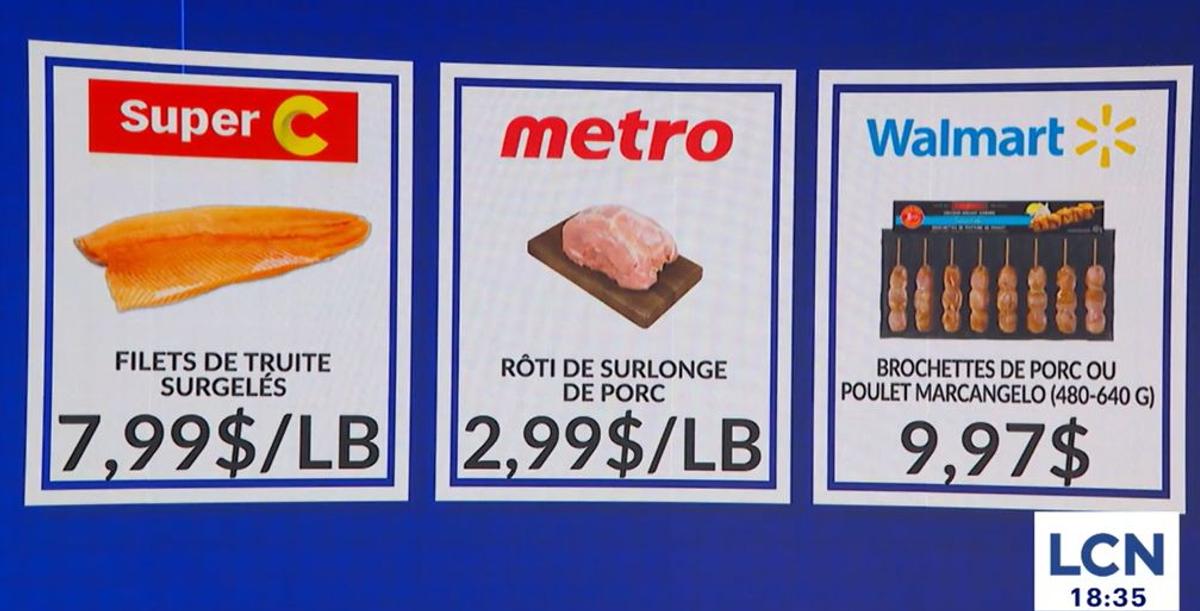 Super C
FILETS DE TRUITE
SURGELÉS
7,99$/LB
metro
RÔTI DE SURLONGE
DE PORC
2,99$/LB
Walmart
BROCHETTES DE PORC OU
POULET MARCANGELO (480-640 G)
9,97$
LCN
18:35